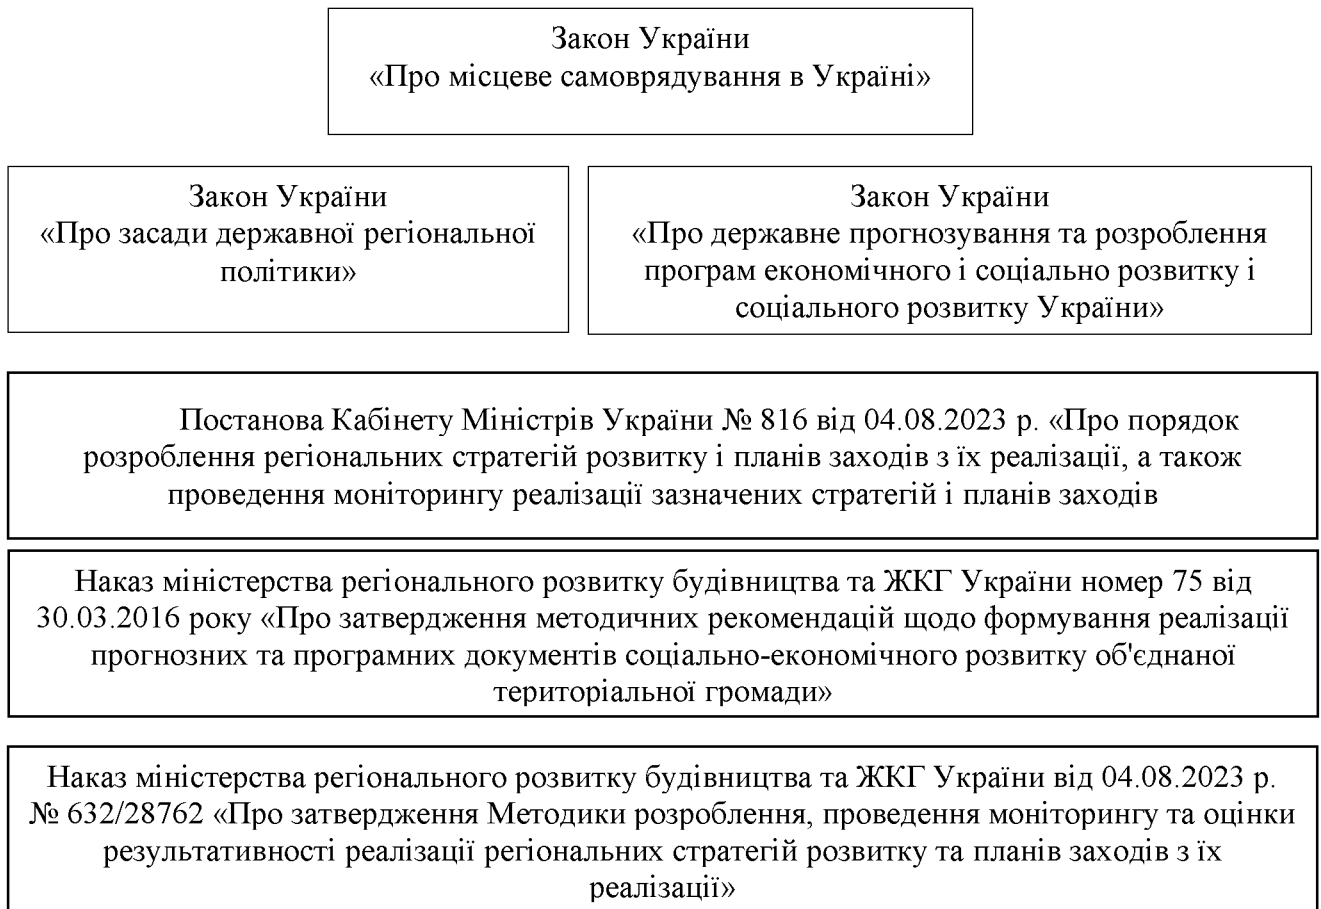 Закон України
«Про місцеве самоврядування в Україні»
Закон України
«Про засади державної регіональної
політики»
Закон України
«Про державне прогнозування та розроблення
програм економічного і соціально розвитку і
соціального розвитку України»
Постанова Кабінету Міністрів України № 816 від 04.08.2023 р. «Про порядок
розроблення регіональних стратегій розвитку і планів заходів з їх реалізації, а також
проведення моніторингу реалізації зазначених стратегій і планів заходів
Наказ міністерства регіонального розвитку будівництва та ЖКГ України номер 75 від
30.03.2016 року «Про затвердження методичних рекомендацій щодо формування реалізації
прогнозних та програмних документів соціально-економічного розвитку об'єднаної
територіальної громади»
Наказ міністерства регіонального розвитку будівництва та ЖКГ України від 04.08.2023 р.
№ 632/28762 «Про затвердження Методики розроблення, проведення моніторингу та оцінки
результативності реалізації регіональних стратегій розвитку та планів заходів з їх
реалізації»